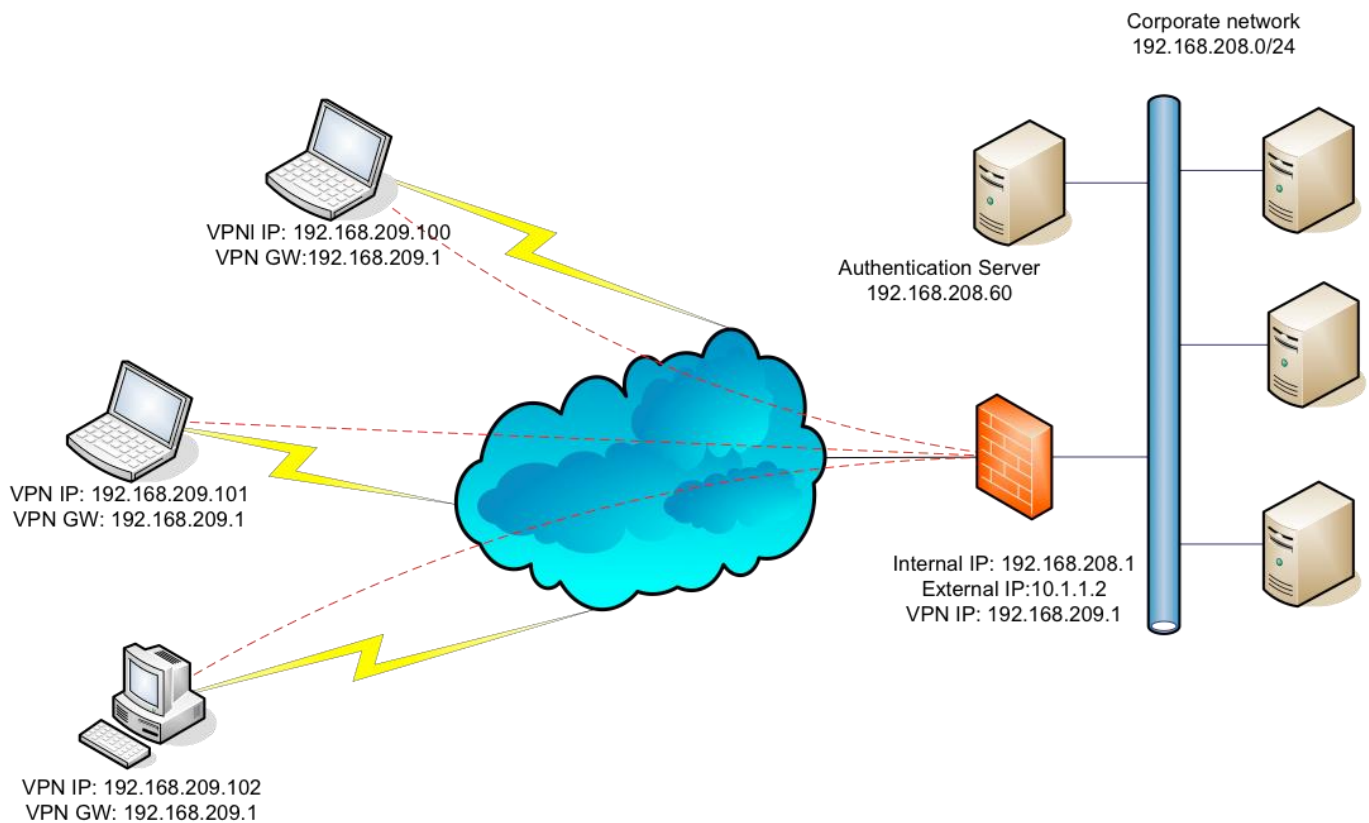 Corporate network
192.168.208.0/24
VPNI IP: 192.168.209.100
VPN GW:192.168.209.1
Authentication Server
192.168.208.60
VPN IP: 192.168.209.101
VPN GW: 192.168.209.1
Internal IP: 192.168.208.1
External IP:10.1.1.2
VPN IP: 192.168.209.1
VPN IP: 192.168.209.102
VPN GW: 192.168.209.1